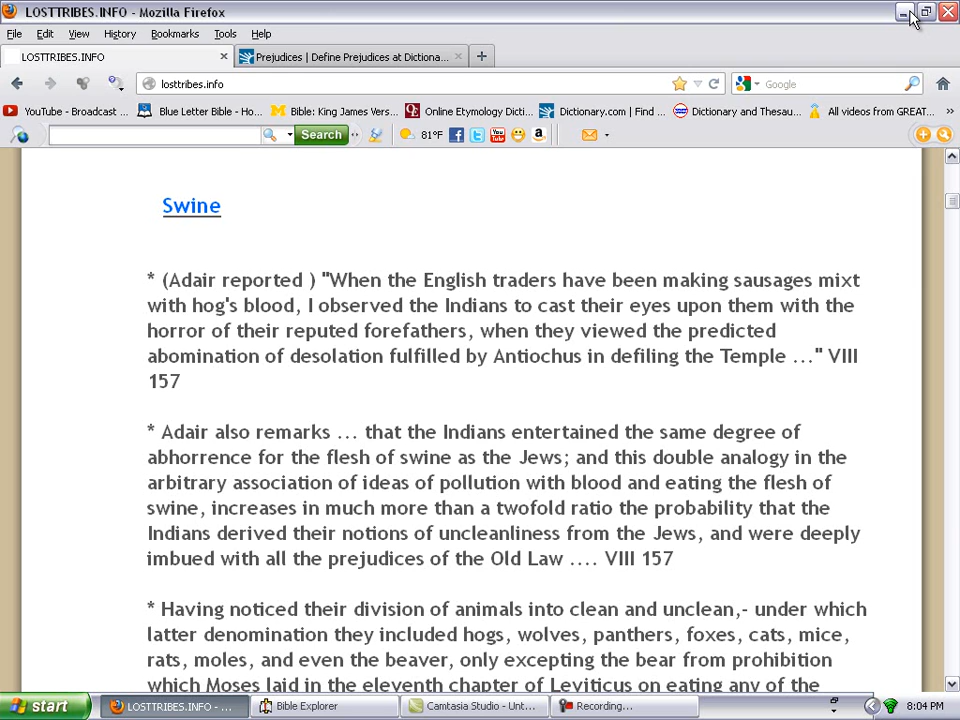 LOSTTRIBES.INFO - Mozilla Firefox
File Edit View History Bookmarks Tools Help
LOSTTRIBES.INFO Prejudices | Define Prejudices at Dictiona...
losttribes.info Google
YouTube - Broadcast ... Blue Letter Bible - Ho... Bible: King James Vers... Online Etymology Dicti... Dictionary.com | Find ... Dictionary and Thesau... All videos from GREAT...
Search 81°F
Swine
* (Adair reported ) "When the English traders have been making sausages mixt
with hog's blood, I observed the Indians to cast their eyes upon them with the
horror of their reputed forefathers, when they viewed the predicted
abomination of desolation fulfilled by Antiochus in defiling the Temple ..." VIII
157
* Adair also remarks ... that the Indians entertained the same degree of
abhorrence for the flesh of swine as the Jews; and this double analogy in the
arbitrary association of ideas of pollution with blood and eating the flesh of
swine, increases in much more than a twofold ratio the probability that the
Indians derived their notions of uncleanliness from the Jews, and were deeply
imbued with all the prejudices of the Old Law .... VIII 157
* Having noticed their division of animals into clean and unclean,- under which
latter denomination they included hogs, wolves, panthers, foxes, cats, mice,
rats, moles, and even the beaver, only excepting the bear from prohibition
which Moses laid in the eleventh chapter of Leviticus on eating any of the
start LOSTTRIBES.INFO - ... Bible Explorer Camtasia Studio - Unt... Recording... 8:04 PM